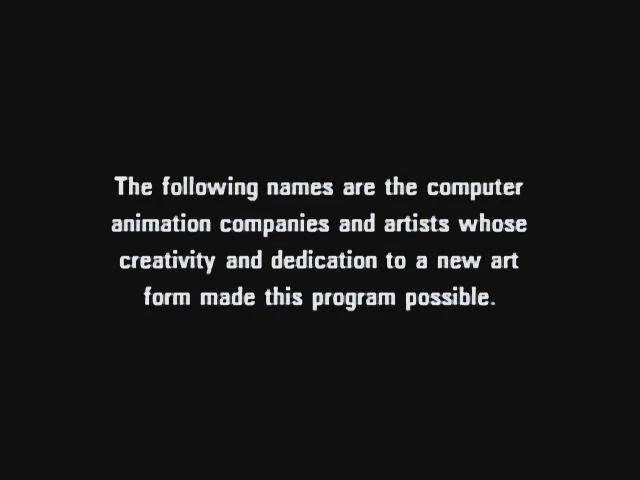 The following names are the computer
animation companies and artists whose
creativity and dedication to a new art
form made this program possible.